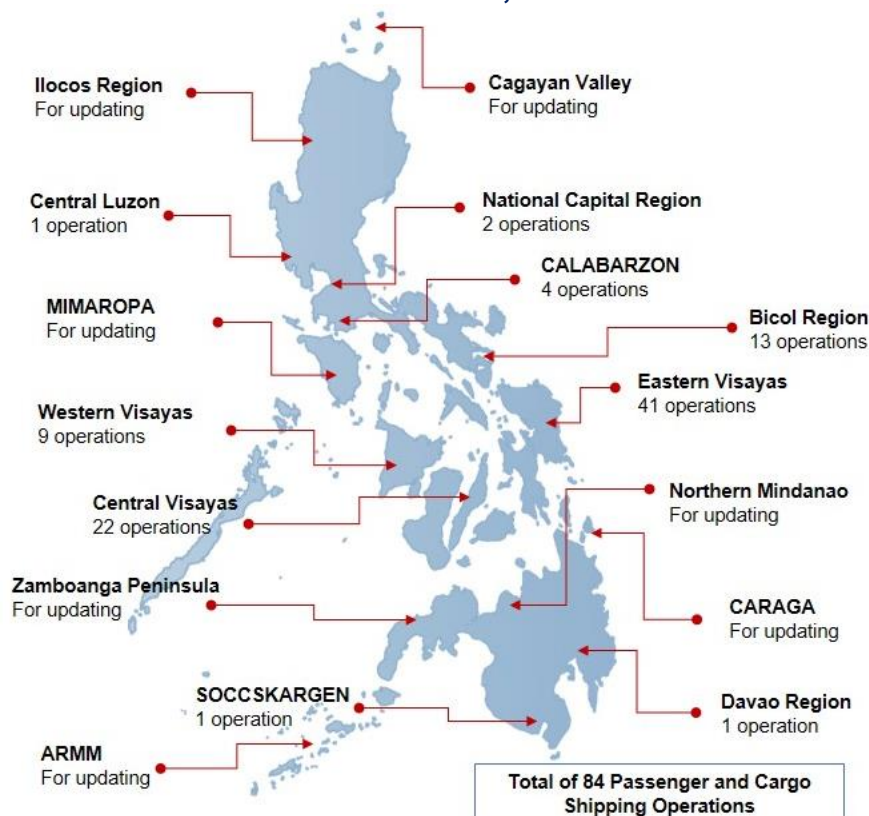 Ilocos Region
For updating
Cagayan Valley
For updating
Central Luzon
1 operation
National Capital Region
2 operations
CALABARZON
4 operations
MIMAROPA
For updating
Bicol Region
13 operations
Eastern Visayas
41 operations
Western Visayas
9 operations
Northern Mindanao
For updating
Central Visayas
22 operations
Zamboanga Peninsula
For updating
CARAGA
For updating
SOCCSKARGEN
1 operation
Davao Region
1 operation
ARMM
For updating
Total of 84 Passenger and Cargo
Shipping Operations